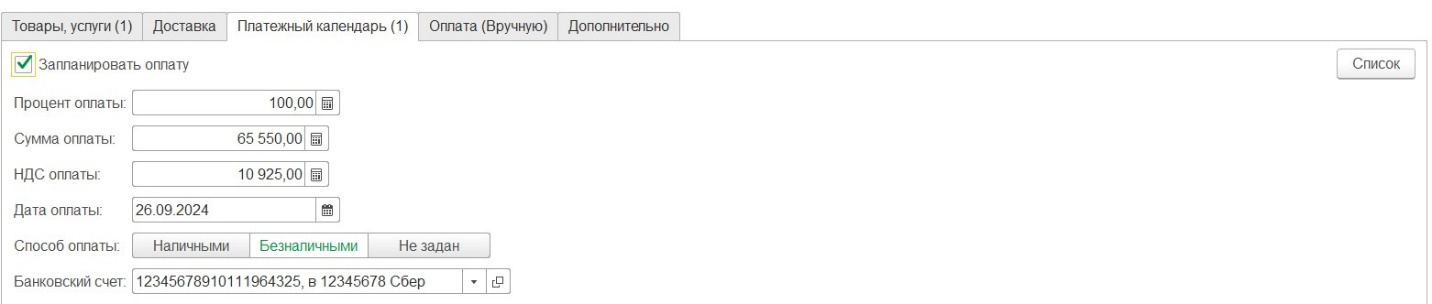 Товары, услуги (1) Доставка Платежный календарь (1) Оплата (Вручную) Дополнительно
Запланировать оплату Список
Процент оплаты: 100,00
Сумма оплаты: 65 550,00
НДС оплаты: 10 925,00
Дата оплаты: 26.09.2024
Способ оплаты: Наличными Безналичными Не задан
Банковский счет: 12345678910111964325, в 12345678 Сбер